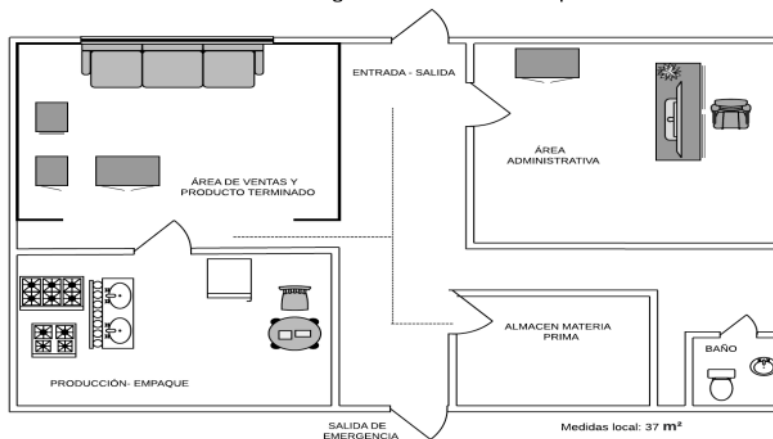 ENTRADA - SALIDA
ÁREA
ADMINISTRATIVA
ÁREA DE VENTAS Y
PRODUCTO TERMINADO
ALMACEN MATERIA
PRIMA
BAÑO
PRODUCCIÓN- EMPAQUE
SALIDA DE
EMERGENCIA
Medidas local: 37 m²